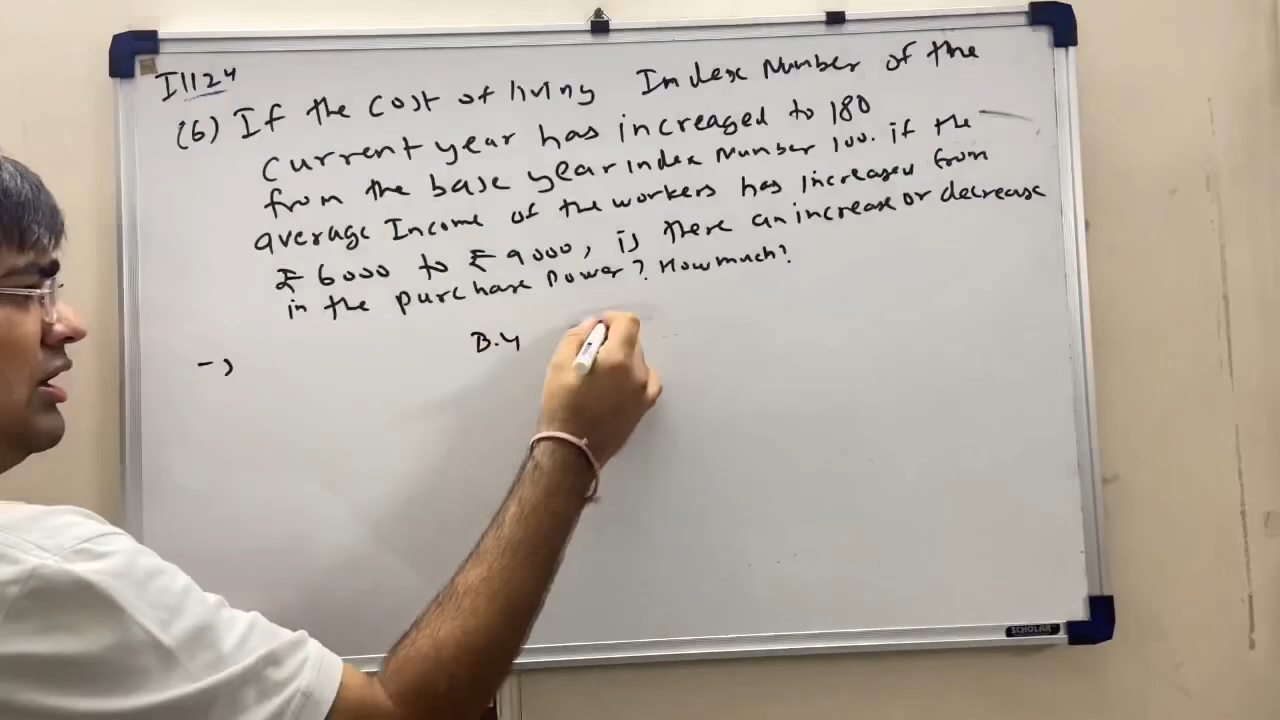 Ill 24
(6) If the cost of living Index Number of the
current year has increased to 180
from the base year index Number 100. if the
average Income of the workers has increased from
₹ 6000 to ₹ 9000, is there an increase or decrease
in the purchase power? How much?
→ B.Y
SCHOLAR